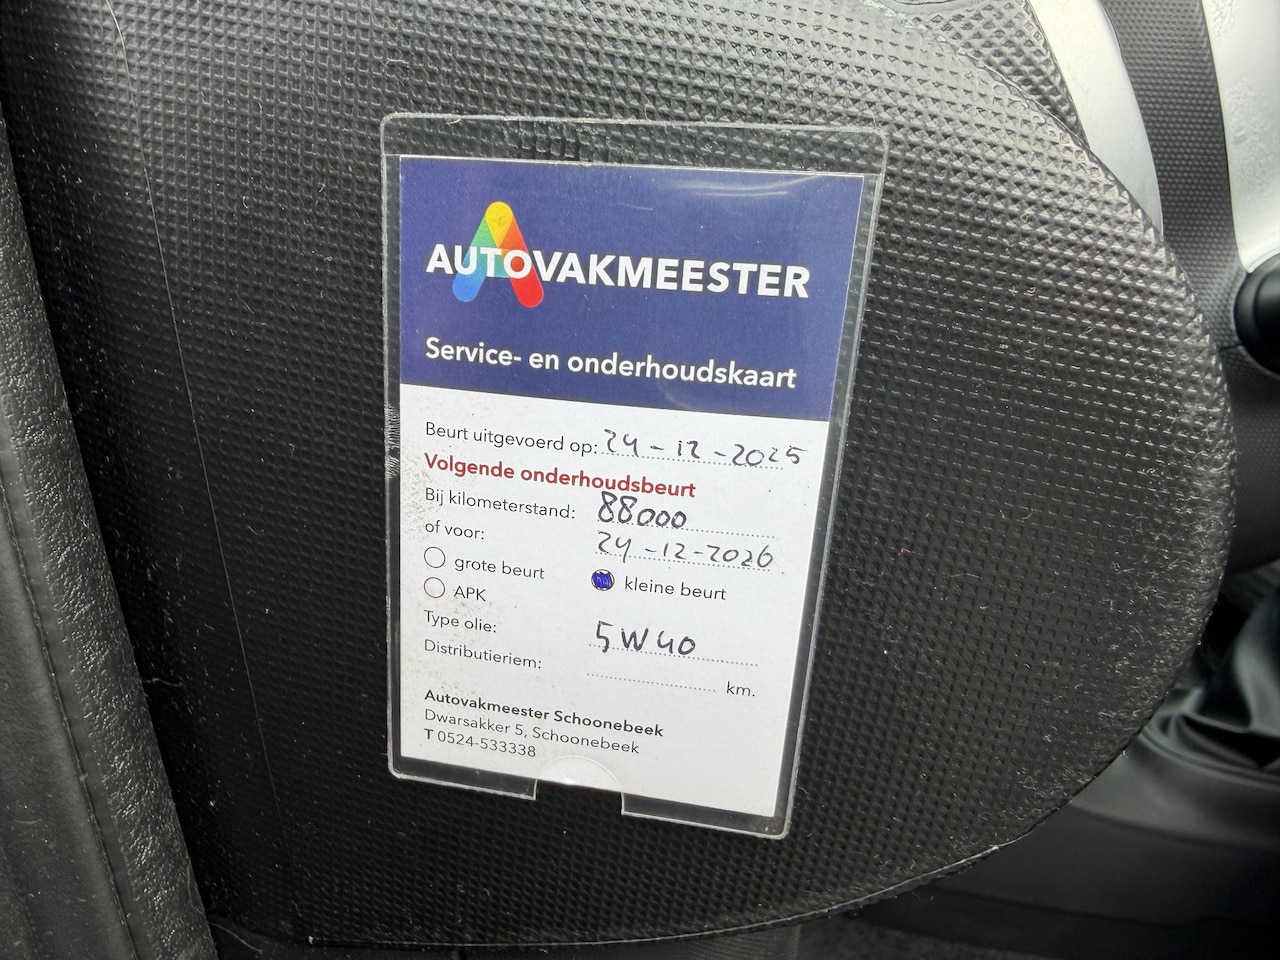 AUTOVAKMEESTER
Service- en onderhoudskaart
Beurt uitgevoerd op: 24-12-2025
Volgende onderhoudsbeurt
Bij kilometerstand: 88000
of voor: 24-12-2026
grote beurt kleine beurt
APK
Type olie: 5W40
Distributieriem: km.
Autovakmeester Schoonebeek
Dwarsakker 5, Schoonebeek
T 0524-533338